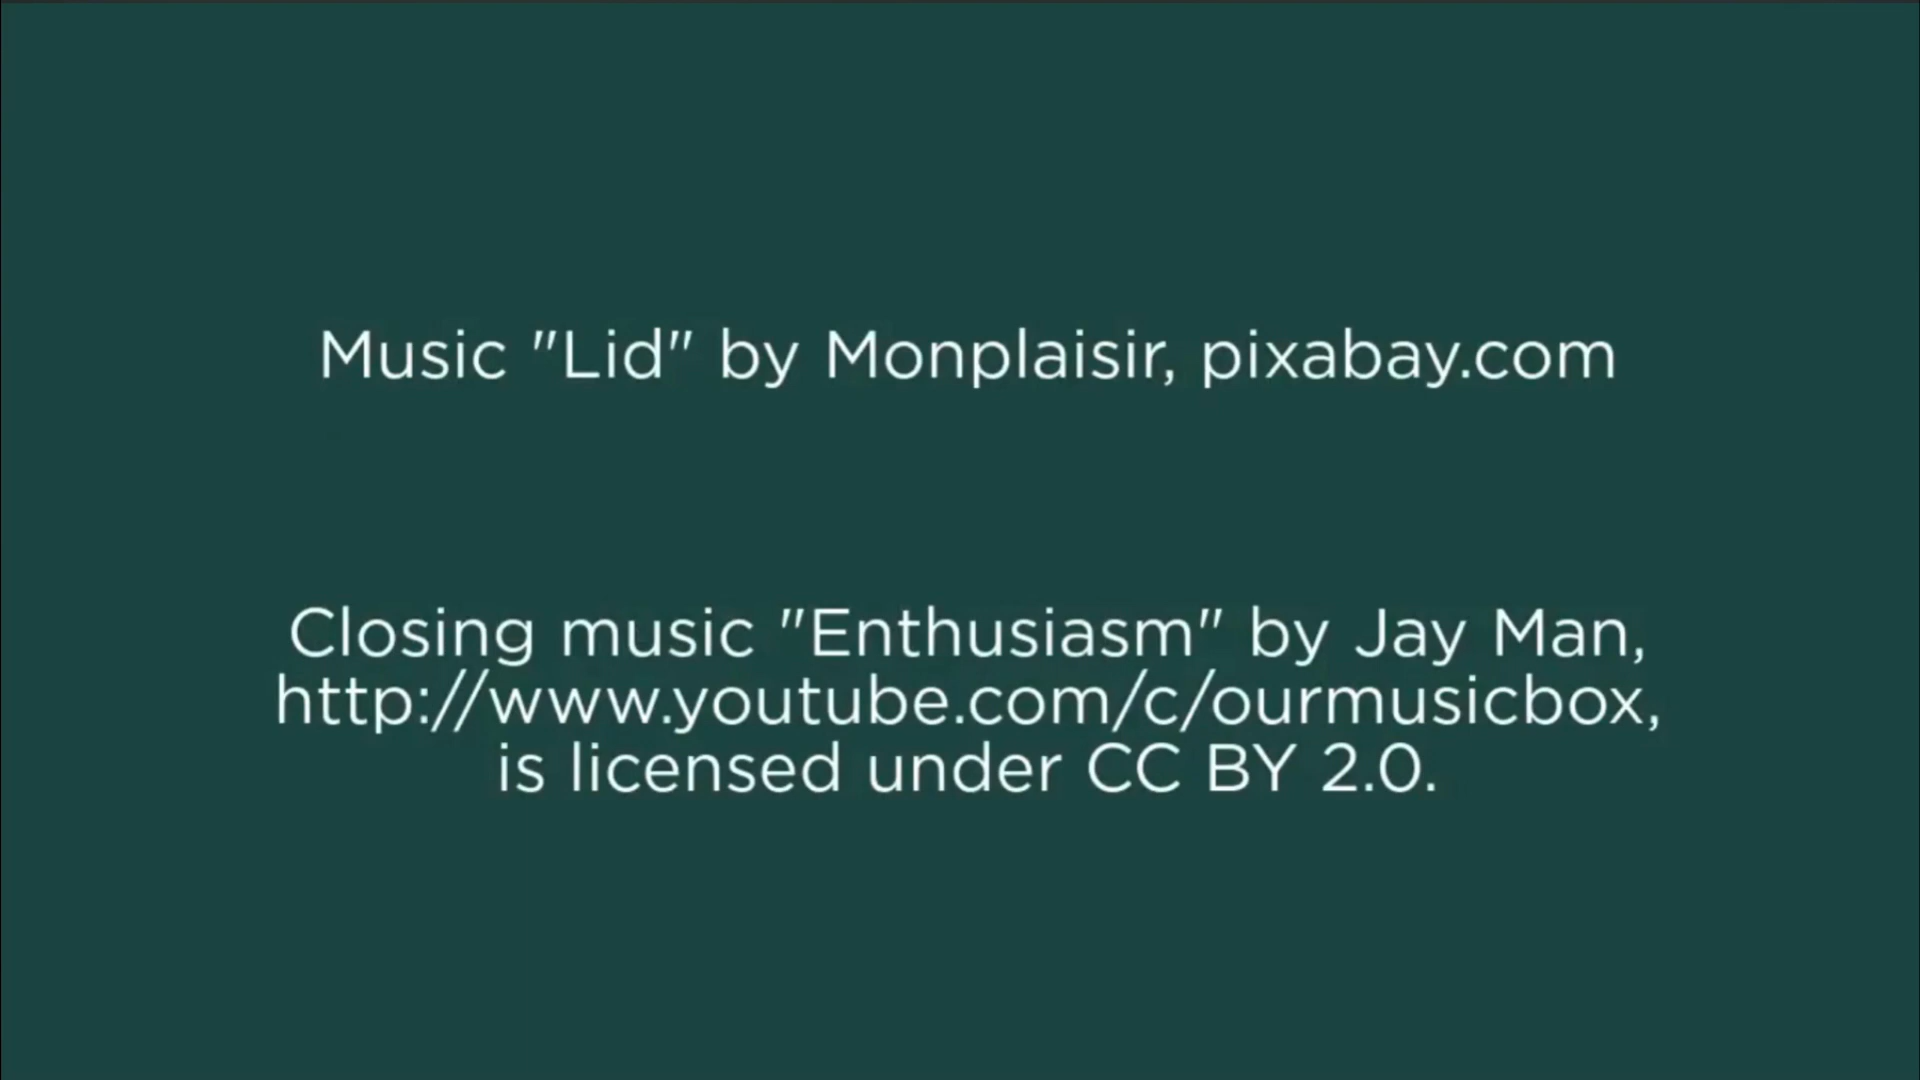 Music "Lid" by Monplaisir, pixabay.com
Closing music "Enthusiasm" by Jay Man,
http://www.youtube.com/c/ourmusicbox,
is licensed under CC BY 2.0.